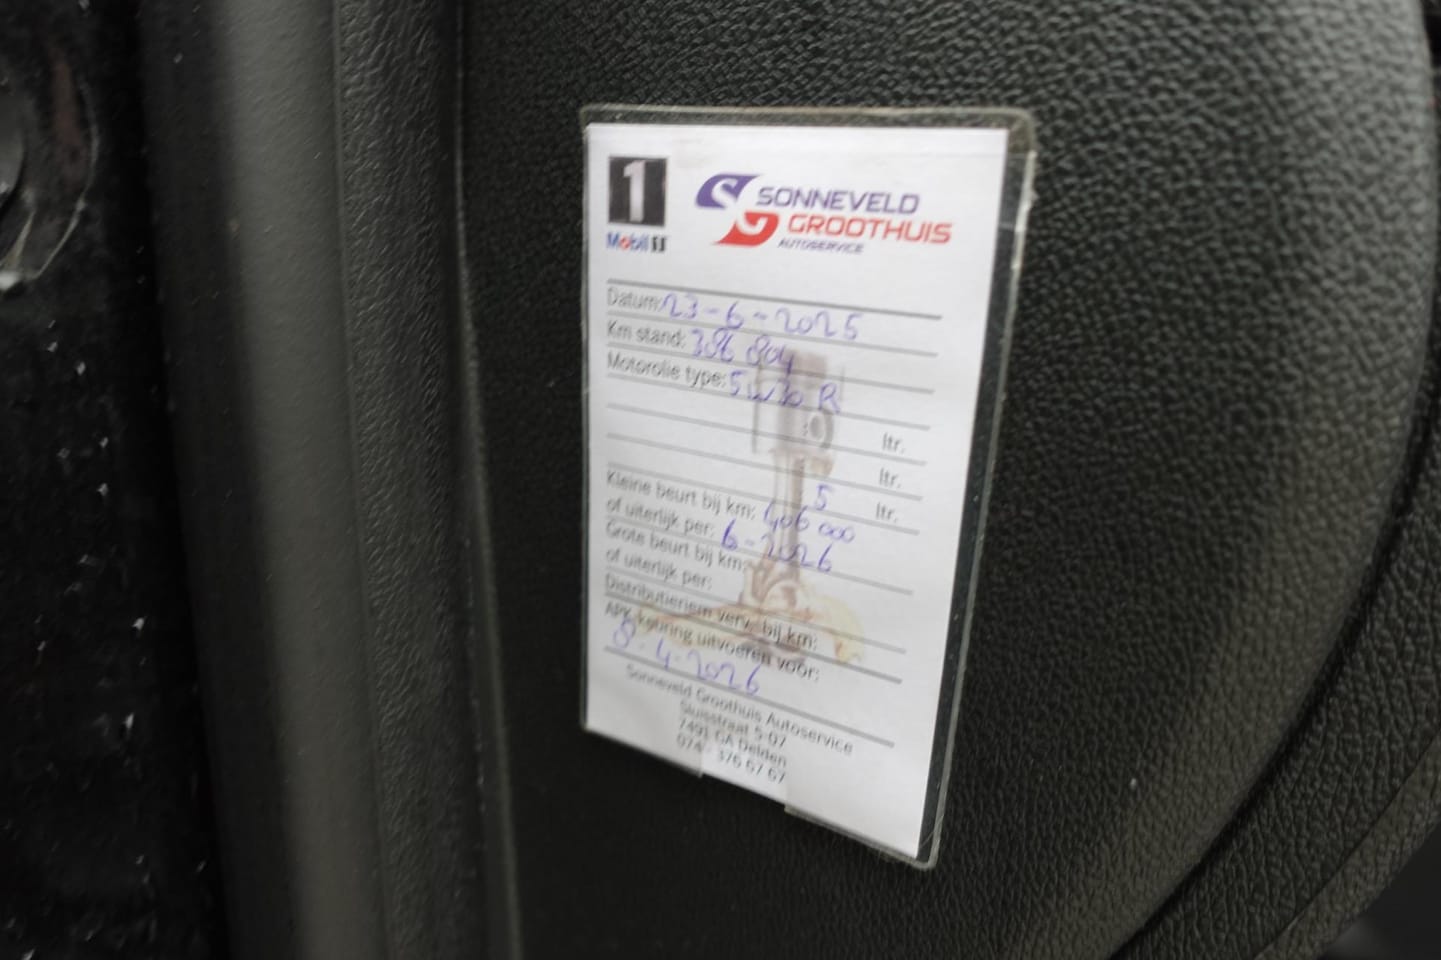 1
Mobil 1
SONNEVELD
GROOTHUIS
AUTOSERVICE
Datum: 23-6-2025
Km stand: 386 804
Motorolie type: 5W30 R
ltr.
ltr.
5 ltr.
Kleine beurt bij km: 406 000
of uiterlijk per: 6-2026
Grote beurt bij km:
of uiterlijk per:
Distributieriem verv. bij km:
APK keuring uitvoeren voor:
8-4-2026
Sonneveld Groothuis Autoservice
Sluisstraat 5-07
7491 GA Delden
074 - 376 67 67